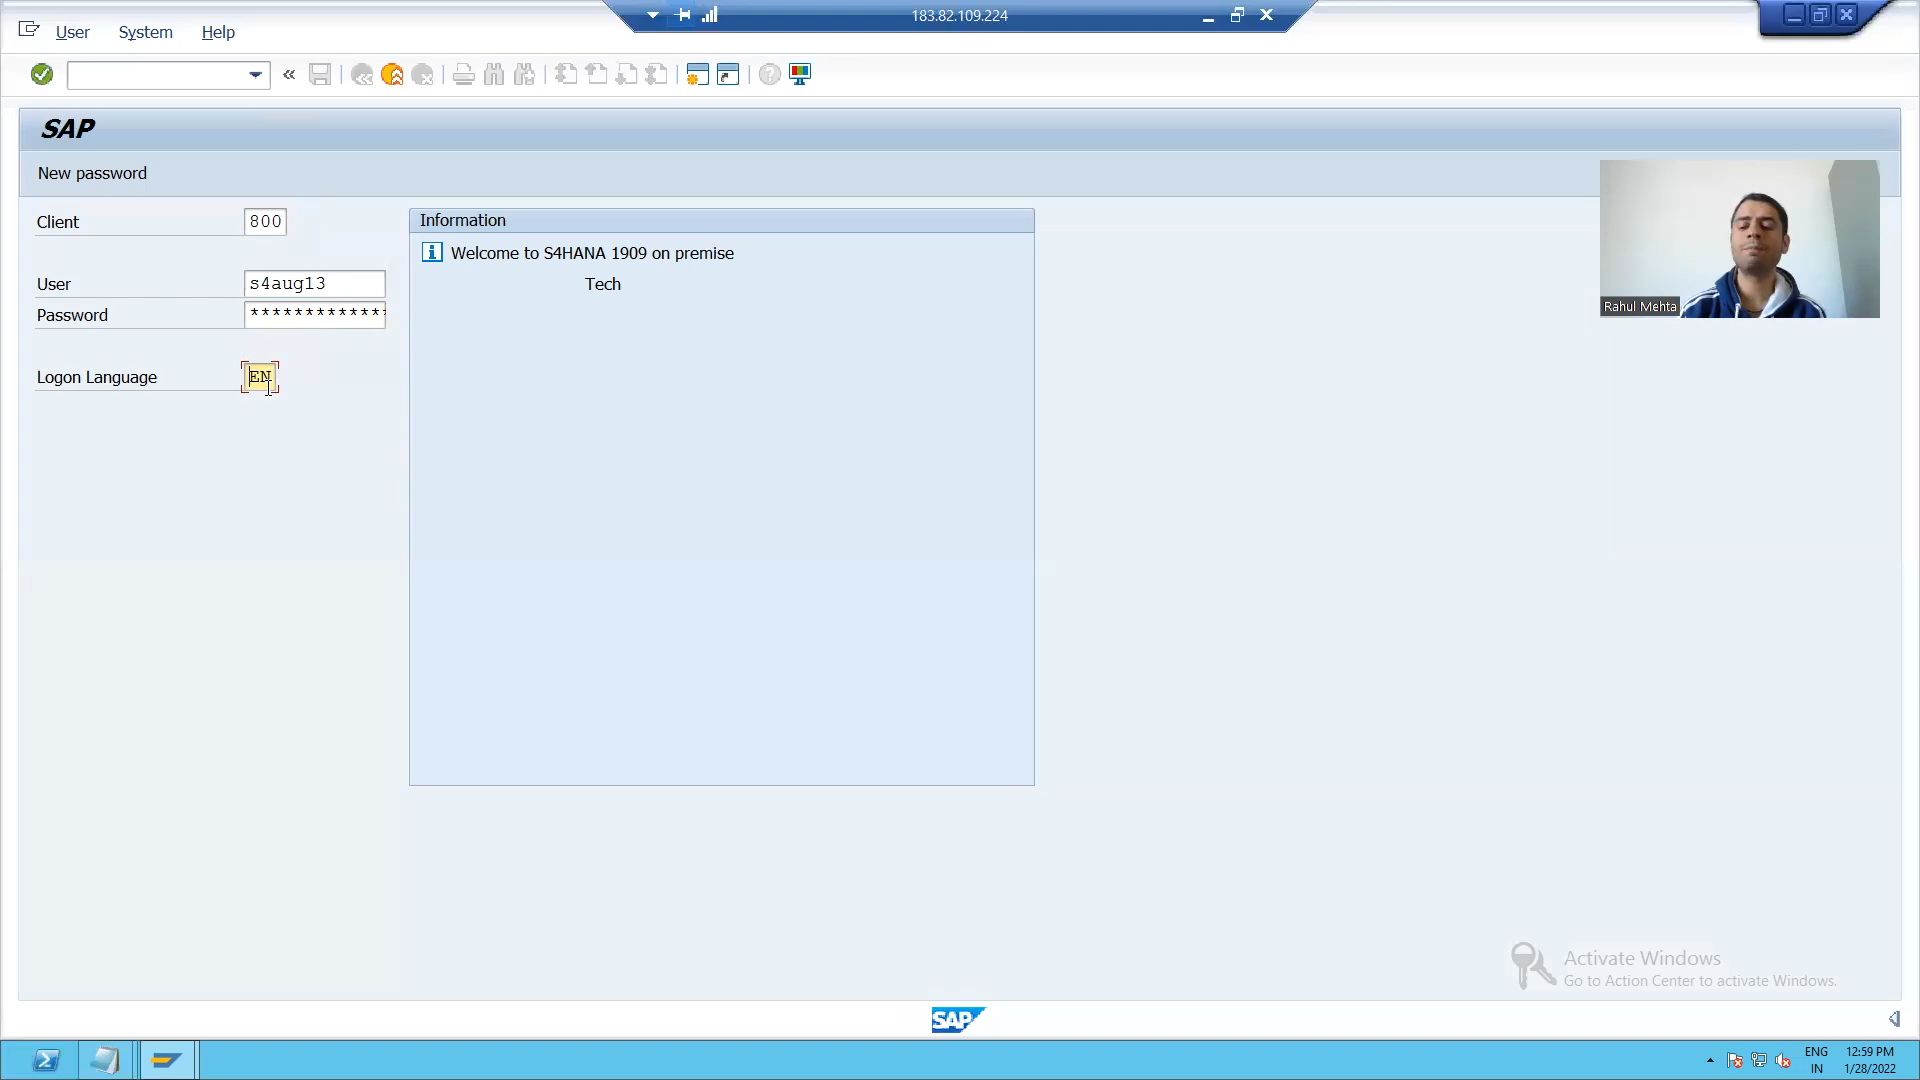 183.82.109.224
User System Help
SAP
New password
Client 800
Information
Welcome to S4HANA 1909 on premise
Tech
User s4aug13
Password *************
Logon Language EN
Rahul Mehta
Activate Windows
Go to Action Center to activate Windows.
SAP
ENG 12:59 PM
IN 1/28/2022